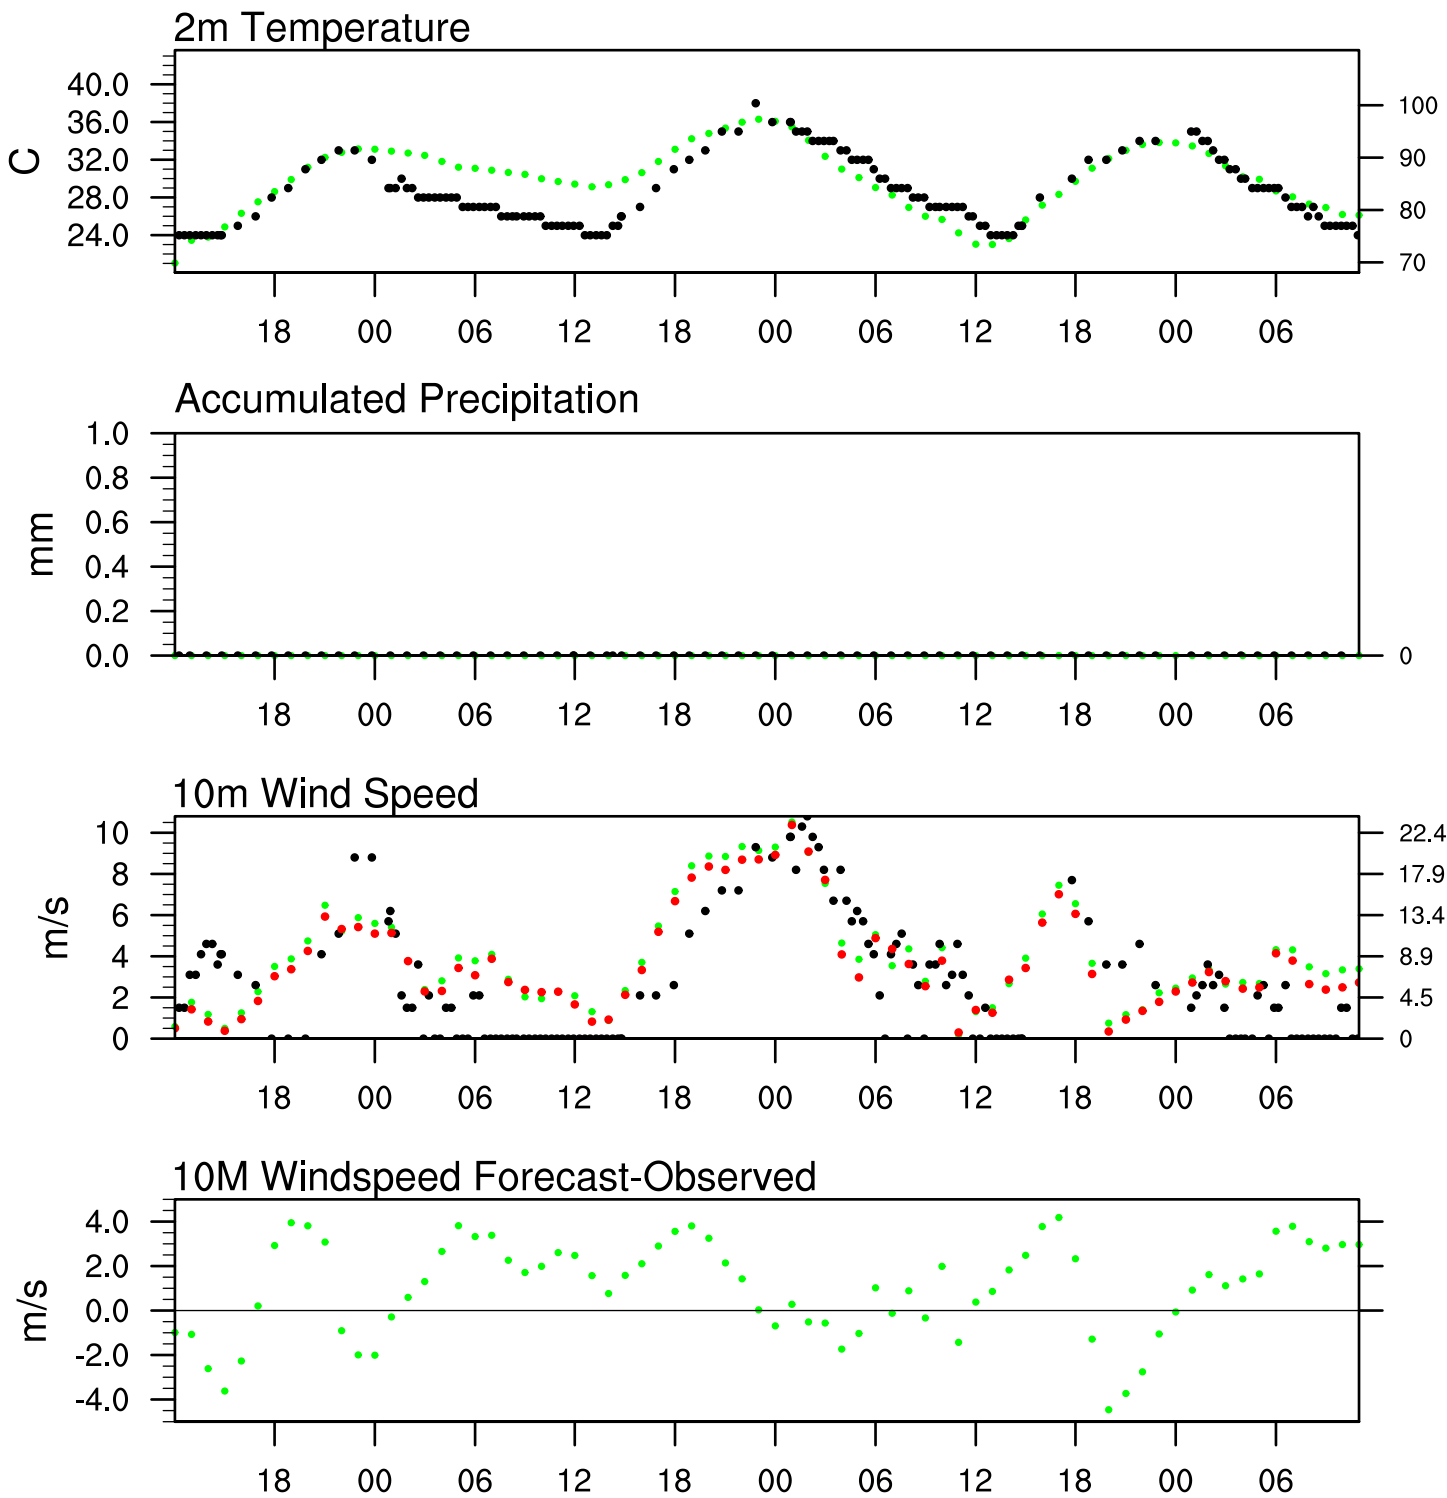 2m Temperature
40.0
36.0
32.0
28.0
24.0
C
100
90
80
70
18 00 06 12 18 00 06 12 18 00 06
Accumulated Precipitation
1.0
0.8
0.6
0.4
0.2
0.0
mm
0
18 00 06 12 18 00 06 12 18 00 06
10m Wind Speed
10
8
6
4
2
0
m/s
22.4
17.9
13.4
8.9
4.5
0
18 00 06 12 18 00 06 12 18 00 06
10M Windspeed Forecast-Observed
4.0
2.0
0.0
-2.0
-4.0
m/s
18 00 06 12 18 00 06 12 18 00 06